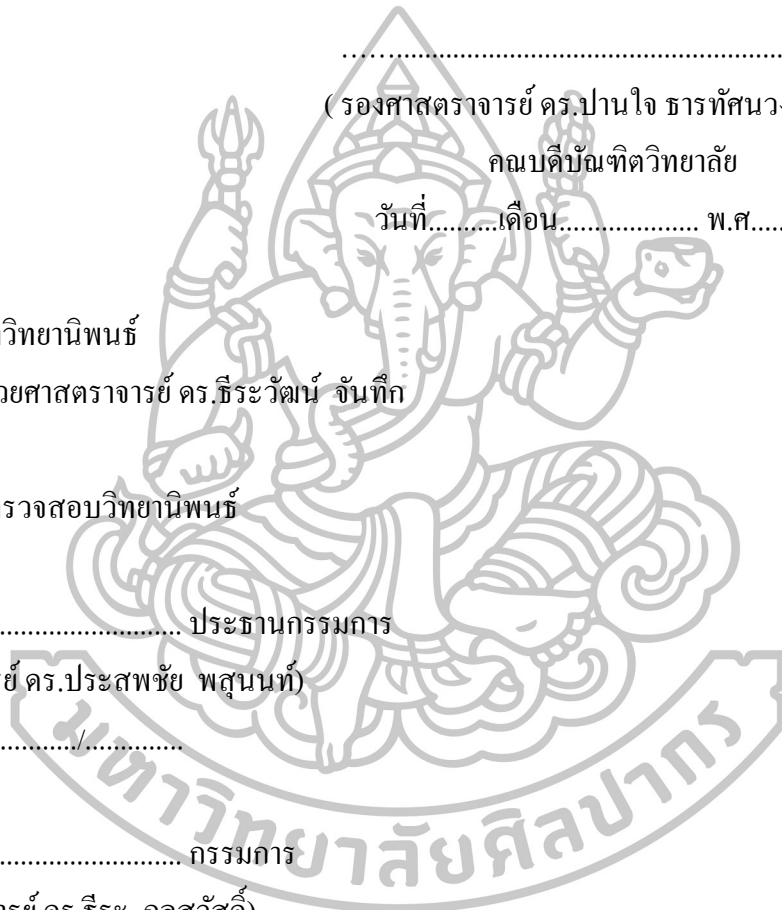 ……............................................................
( รองศาสตราจารย์ ดร.ปานใจ ธารทัศนว
คณบดีบัณฑิตวิทยาลัย
วันที่..........เดือน.................... พ.ศ.....
วิทยานิพนธ์
วยศาสตราจารย์ ดร.ธีระวัฒน์ จันทึก
รวจสอบวิทยานิพนธ์
............................ ประธานกรรมการ
ย์ ดร.ประสพชัย พสุนนท์)
............/..............
............................ กรรมการ
มหาวิทยาลัยศิลปากร